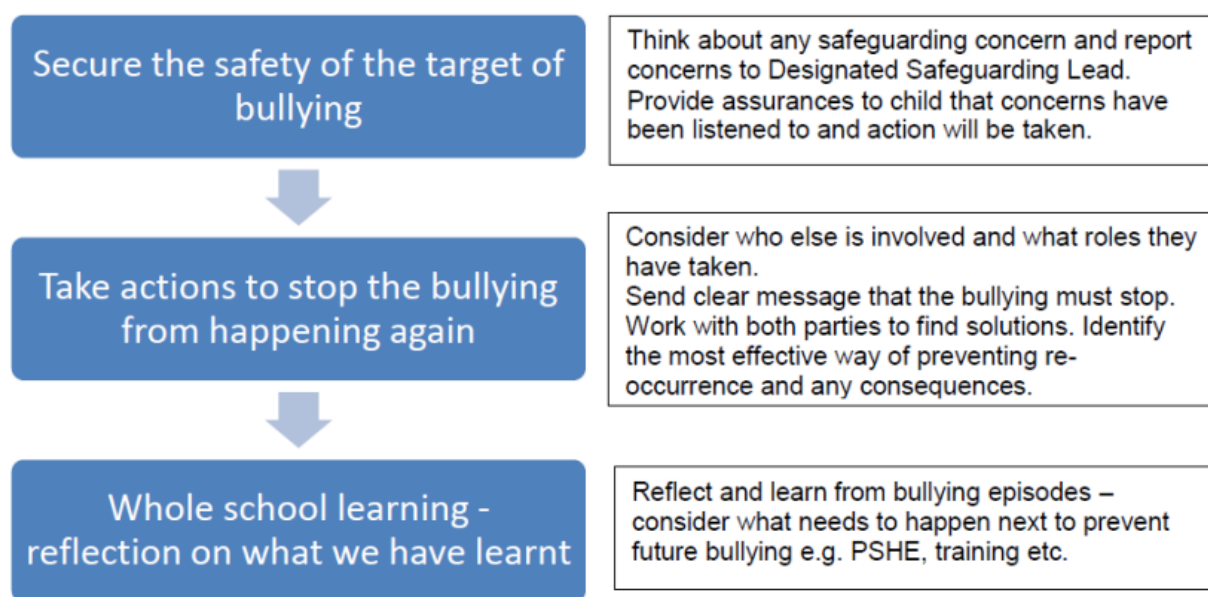 Secure the safety of the target of
bullying
Think about any safeguarding concern and report
concerns to Designated Safeguarding Lead.
Provide assurances to child that concerns have
been listened to and action will be taken.
Take actions to stop the bullying
from happening again
Consider who else is involved and what roles they
have taken.
Send clear message that the bullying must stop.
Work with both parties to find solutions. Identify
the most effective way of preventing re-
occurrence and any consequences.
Whole school learning -
reflection on what we have learnt
Reflect and learn from bullying episodes –
consider what needs to happen next to prevent
future bullying e.g. PSHE, training etc.